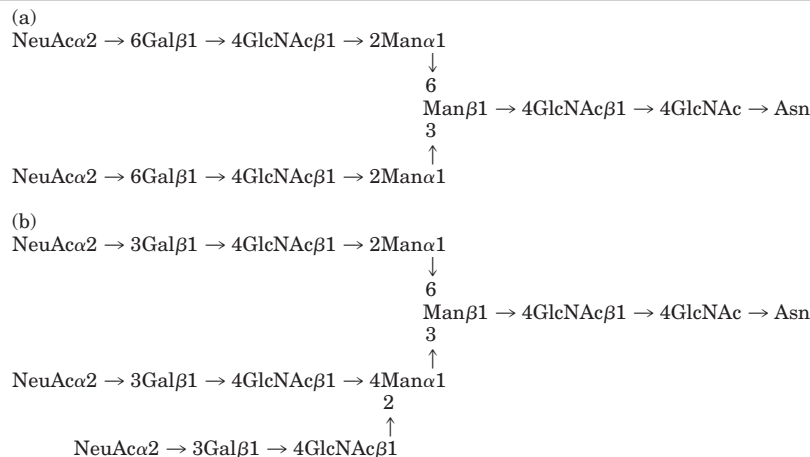 (a)
NeuAcα2 → 6Galβ1 → 4GlcNAcβ1 → 2Manα1
↓
6
Manβ1 → 4GlcNAcβ1 → 4GlcNAc → Asn
3
↑
NeuAcα2 → 6Galβ1 → 4GlcNAcβ1 → 2Manα1
(b)
NeuAcα2 → 3Galβ1 → 4GlcNAcβ1 → 2Manα1
↓
6
Manβ1 → 4GlcNAcβ1 → 4GlcNAc → Asn
3
↑
NeuAcα2 → 3Galβ1 → 4GlcNAcβ1 → 4Manα1
2
↑
NeuAcα2 → 3Galβ1 → 4GlcNAcβ1